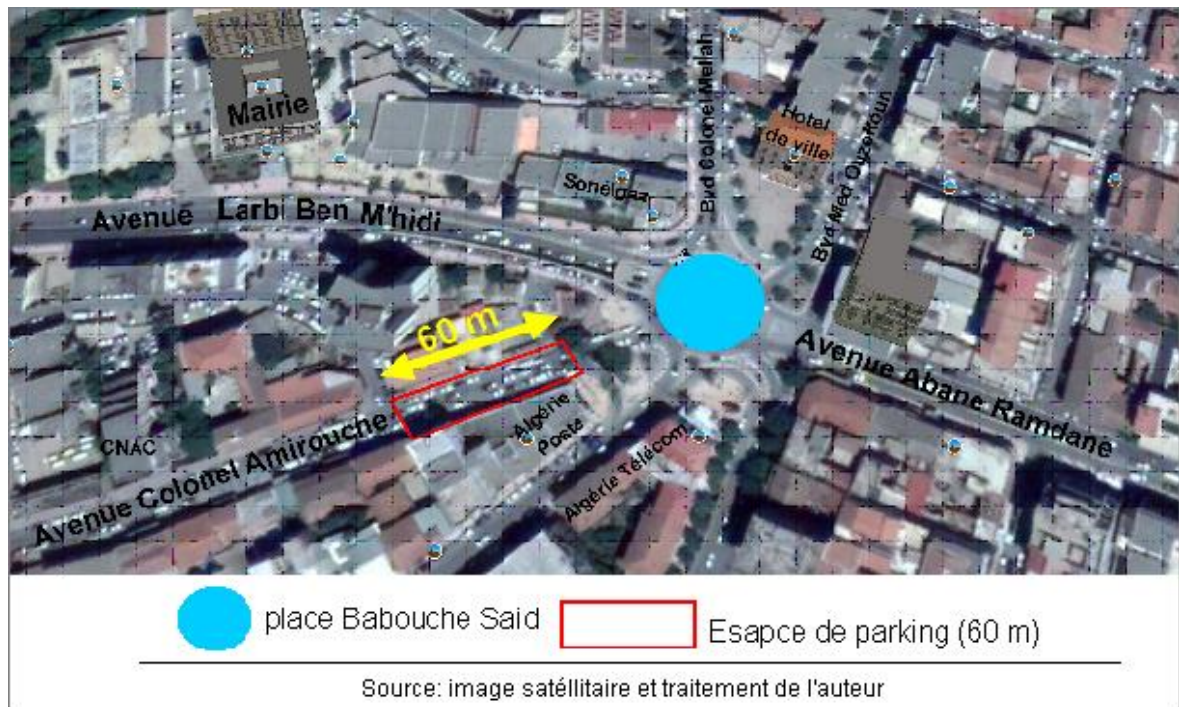 Mairie
Hotel
de ville
Bvd Colonel Mellah
Bvd Med Ouzeffoun
Sonelgaz
Avenue Larbi Ben M'hidi
60 m
Avenue Abane Ramdane
Algérie
Poste
Algérie Télécom
CNAC
Avenue Colonel Amirouche
place Babouche Said
Esapce de parking (60 m)
Source: image satéllitaire et traitement de l'auteur